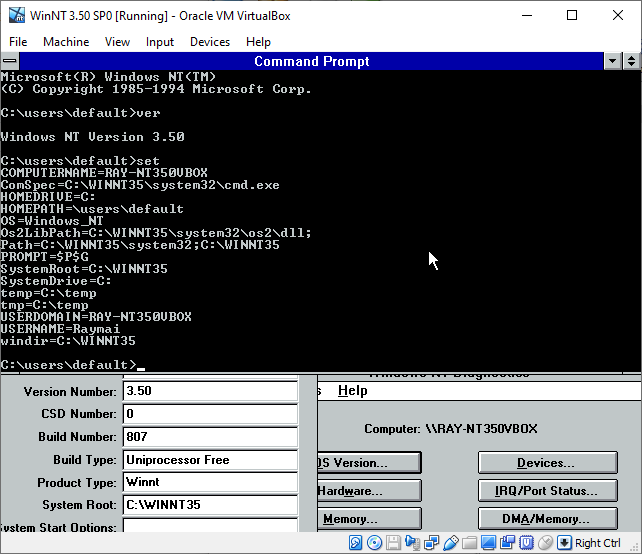 WinNT 3.50 SP0 [Running] - Oracle VM VirtualBox
File Machine View Input Devices Help
Command Prompt
Microsoft(R) Windows NT(TM)
(C) Copyright 1985-1994 Microsoft Corp.
C:\users\default>ver
Windows NT Version 3.50
C:\users\default>set
COMPUTERNAME=RAY-NT350VBOX
ComSpec=C:\WINNT35\system32\cmd.exe
HOMEDRIVE=C:
HOMEPATH=\users\default
OS=Windows_NT
Os2LibPath=C:\WINNT35\system32\os2\dll;
Path=C:\WINNT35\system32;C:\WINNT35
PROMPT=$P$G
SystemRoot=C:\WINNT35
SystemDrive=C:
temp=C:\temp
tmp=C:\temp
USERDOMAIN=RAY-NT350VBOX
USERNAME=Raymai
windir=C:\WINNT35
C:\users\default>
Windows NT Diagnostics
s Help
Version Number: 3.50
CSD Number: 0
Computer: \\RAY-NT350VBOX
Build Number: 807
Build Type: Uniprocessor Free
OS Version... Devices...
Product Type: Winnt
Hardware... IRQ/Port Status...
System Root: C:\WINNT35
Memory... DMA/Memory...
System Start Options:
Right Ctrl